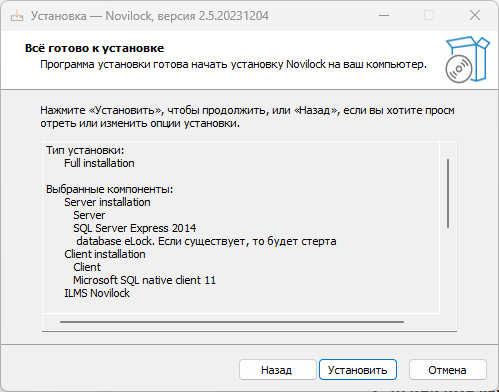 Установка — Novilock, версия 2.5.20231204
Всё готово к установке
Программа установки готова начать установку Novilock на ваш компьютер.
Нажмите «Установить», чтобы продолжить, или «Назад», если вы хотите просм
отреть или изменить опции установки.
Тип установки:
Full installation
Выбранные компоненты:
Server installation
Server
SQL Server Express 2014
database eLock. Если существует, то будет стерта
Client installation
Client
Microsoft SQL native client 11
ILMS Novilock
Назад
Установить
Отмена